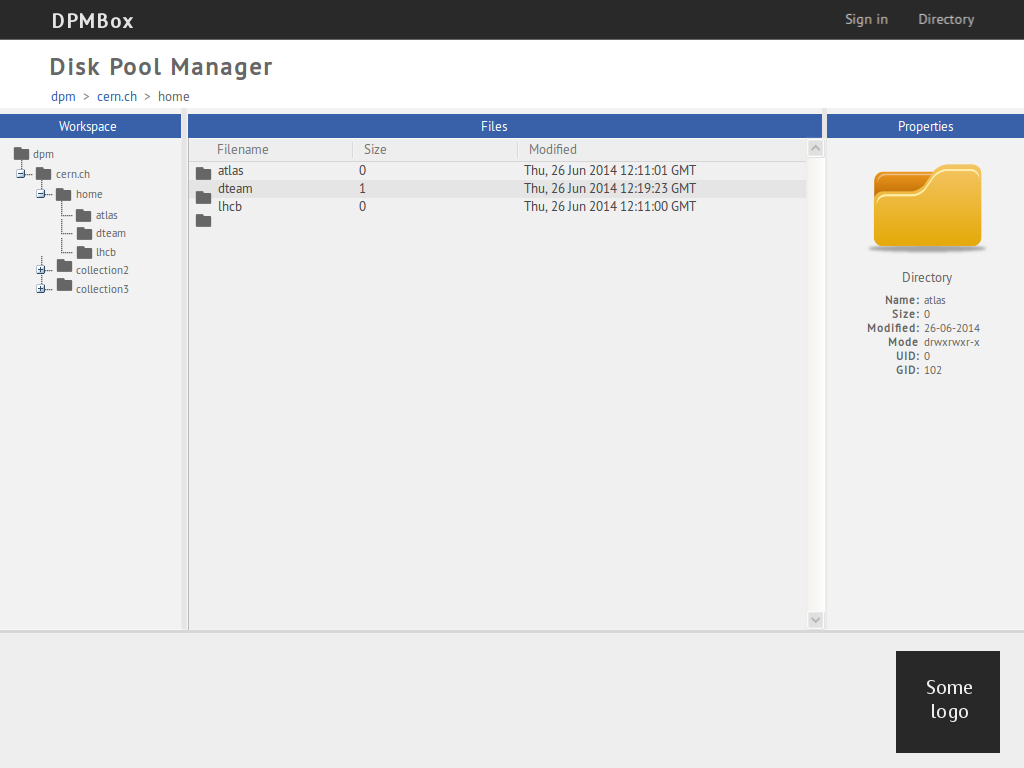 DPMBox
Sign in
Directory
Disk Pool Manager
dpm > cern.ch > home
Workspace
dpm
cern.ch
home
atlas
dteam
lhcb
collection2
collection3
Files
Filename Size Modified
atlas 0 Thu, 26 Jun 2014 12:11:01 GMT
dteam 1 Thu, 26 Jun 2014 12:19:23 GMT
lhcb 0 Thu, 26 Jun 2014 12:11:00 GMT
Properties
Directory
Name: atlas
Size: 0
Modified: 26-06-2014
Mode drwxrwxr-x
UID: 0
GID: 102
Some
logo